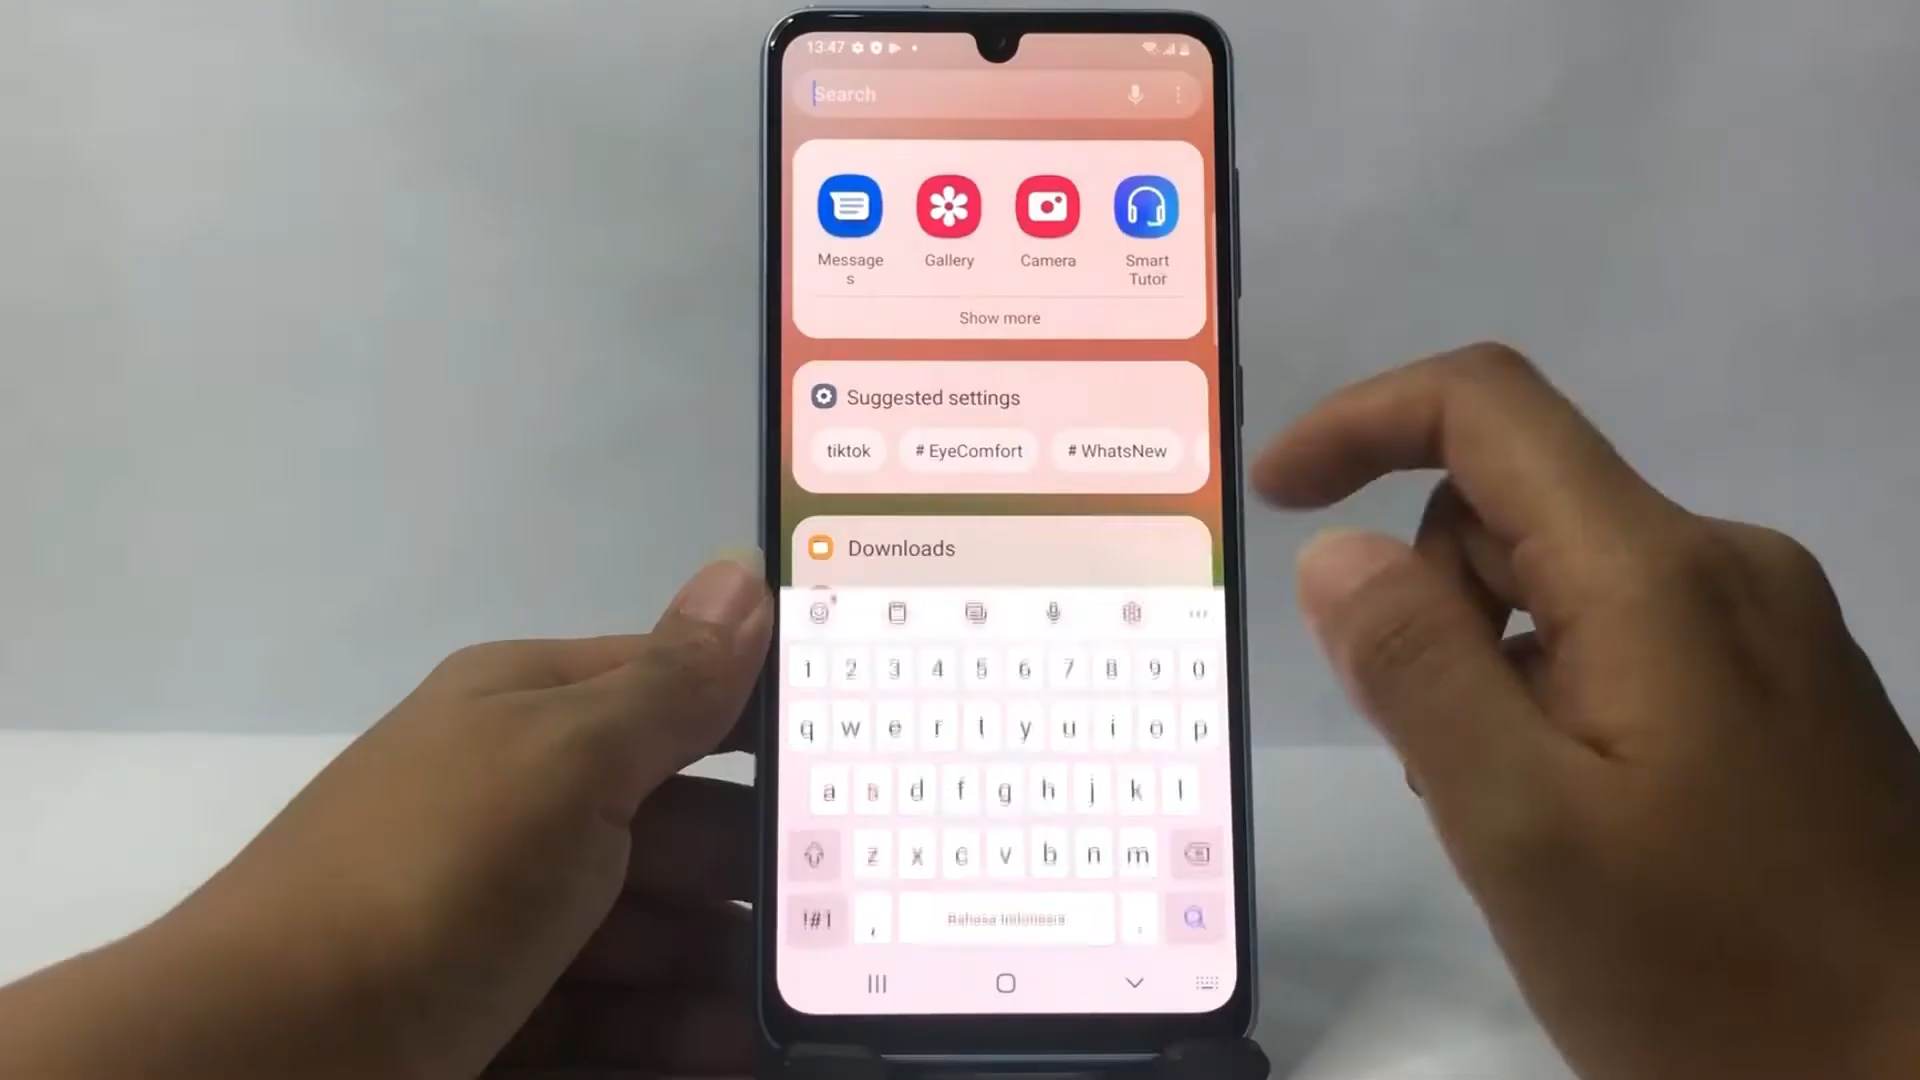 13:47
Search
Message
s
Gallery
Camera
Smart
Tutor
Show more
Suggested settings
tiktok
# EyeComfort
# WhatsNew
Downloads
1 2 3 4 5 6 7 8 9 0
q w e r t y u i o p
a s d f g h j k l
z x c v b n m
!#1 , Bahasa Indonesia .